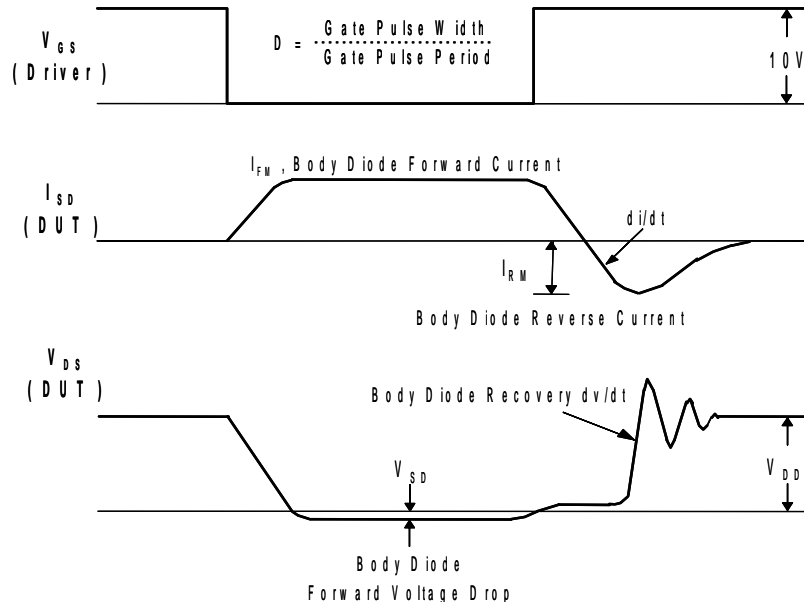 V GS
(Driver)
D = Gate Pulse Width
Gate Pulse Period
10V
I FM , Body Diode Forward Current
I SD
(DUT)
di/dt
I RM
Body Diode Reverse Current
V DS
(DUT)
Body Diode Recovery dv/dt
V SD
V DD
Body Diode
Forward Voltage Drop